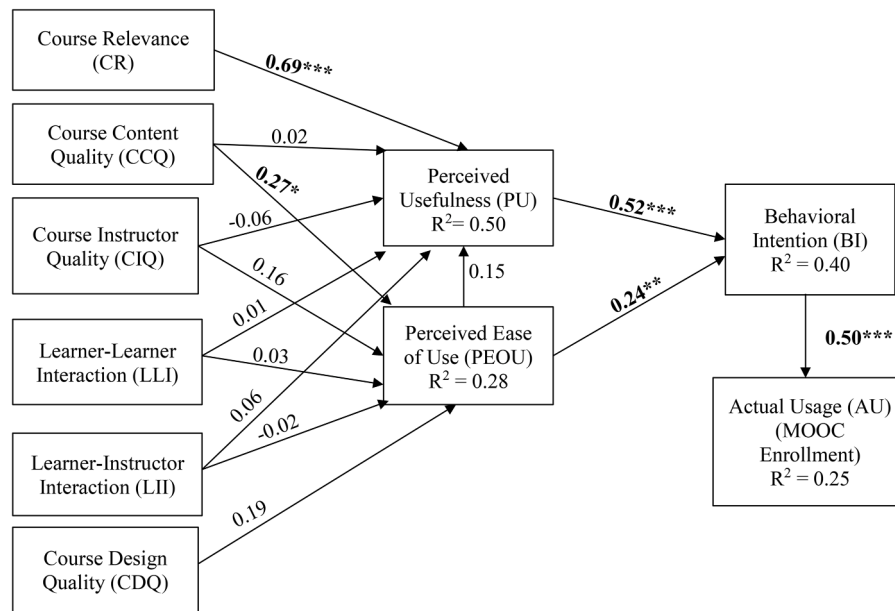 Course Relevance
(CR)
0.69***
Course Content
Quality (CCQ)
0.02
0.27*
Perceived
Usefulness (PU)
R²= 0.50
0.52***
Behavioral
Intention (BI)
R² = 0.40
Course Instructor
Quality (CIQ)
-0.06
0.16
0.15
0.24**
0.01
Learner-Learner
Interaction (LLI)
0.03
Perceived Ease
of Use (PEOU)
R² = 0.28
0.50***
0.06
-0.02
Actual Usage (AU)
(MOOC
Enrollment)
R² = 0.25
Learner-Instructor
Interaction (LII)
0.19
Course Design
Quality (CDQ)